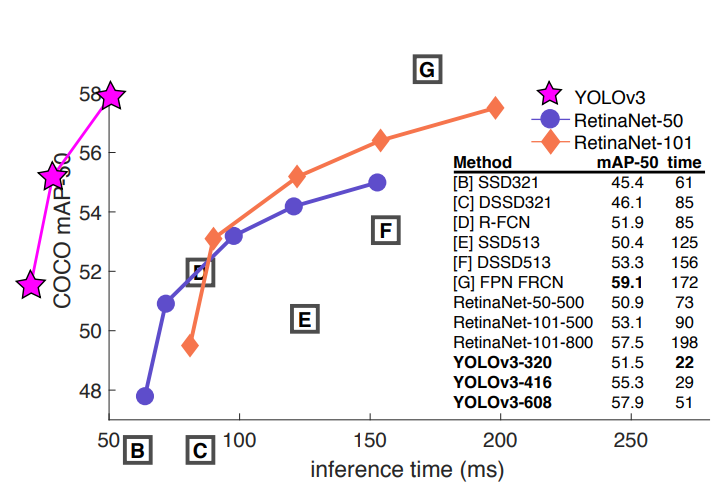 G
58
56
54
52
50
48
COCO mAP-50
D
F
E
B
C
50
100
150
200
250
inference time (ms)
YOLOv3
RetinaNet-50
RetinaNet-101
Method mAP-50 time
[B] SSD321 45.4 61
[C] DSSD321 46.1 85
[D] R-FCN 51.9 85
[E] SSD513 50.4 125
[F] DSSD513 53.3 156
[G] FPN FRCN 59.1 172
RetinaNet-50-500 50.9 73
RetinaNet-101-500 53.1 90
RetinaNet-101-800 57.5 198
YOLOv3-320 51.5 22
YOLOv3-416 55.3 29
YOLOv3-608 57.9 51